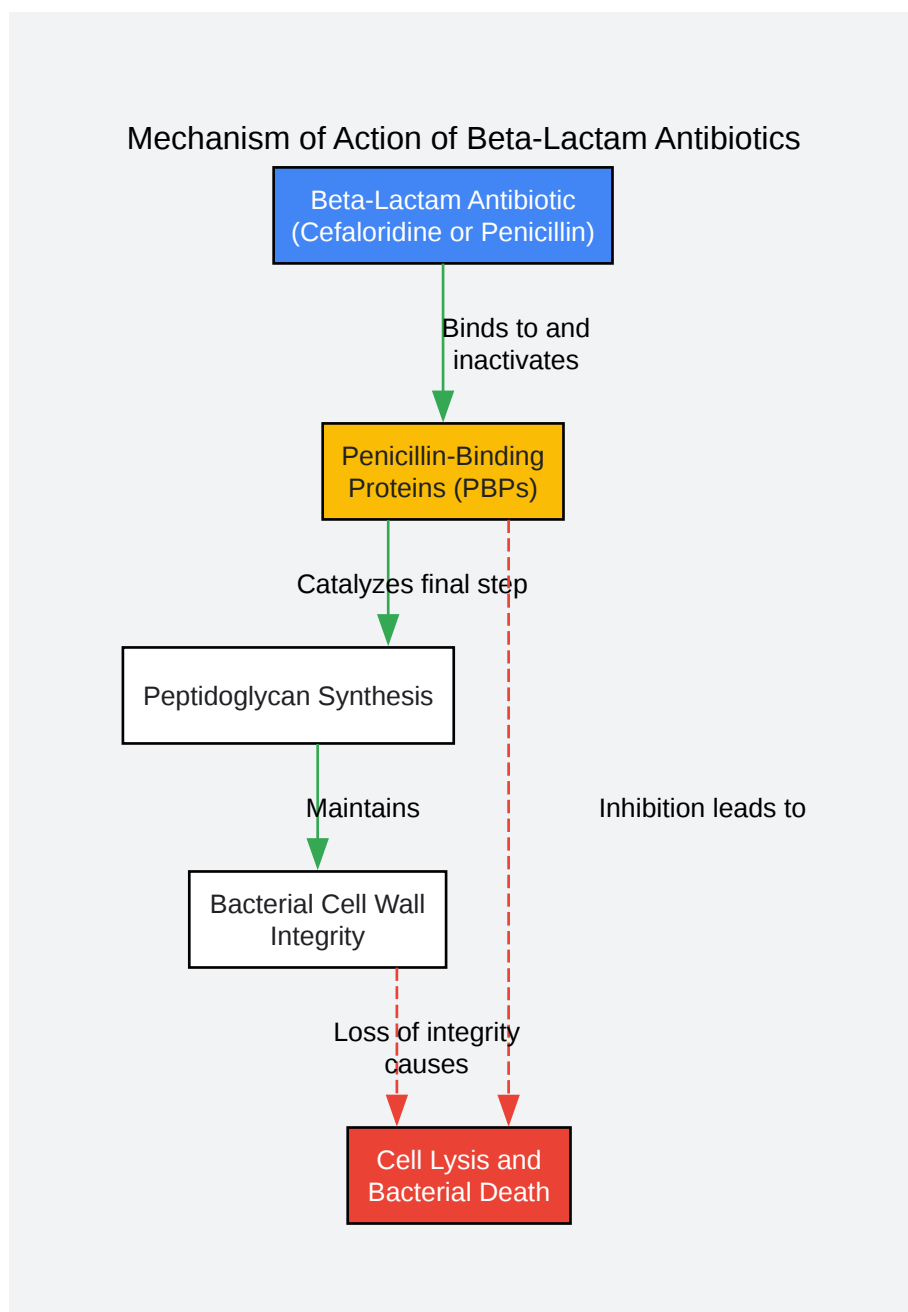 Mechanism of Action of Beta-Lactam Antibiotics
Beta-Lactam Antibiotic
(Cefaloridine or Penicillin)
Binds to and
inactivates
Penicillin-Binding
Proteins (PBPs)
Catalyzes final step
Peptidoglycan Synthesis
Maintains
Inhibition leads to
Bacterial Cell Wall
Integrity
Loss of integrity
causes
Cell Lysis and
Bacterial Death